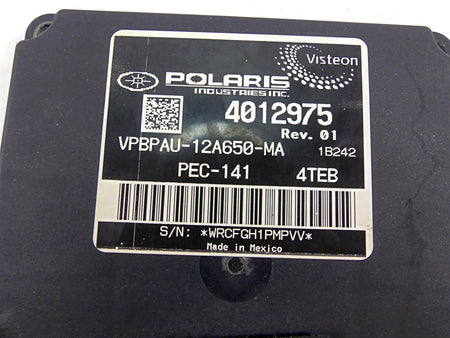 Visteon
POLARIS
INDUSTRIES INC.
4012975
Rev. 01
VPBPAU-12A650-MA 1B242
PEC-141 4TEB
S/N: *WRCFGH1PMPVV*
Made in Mexico